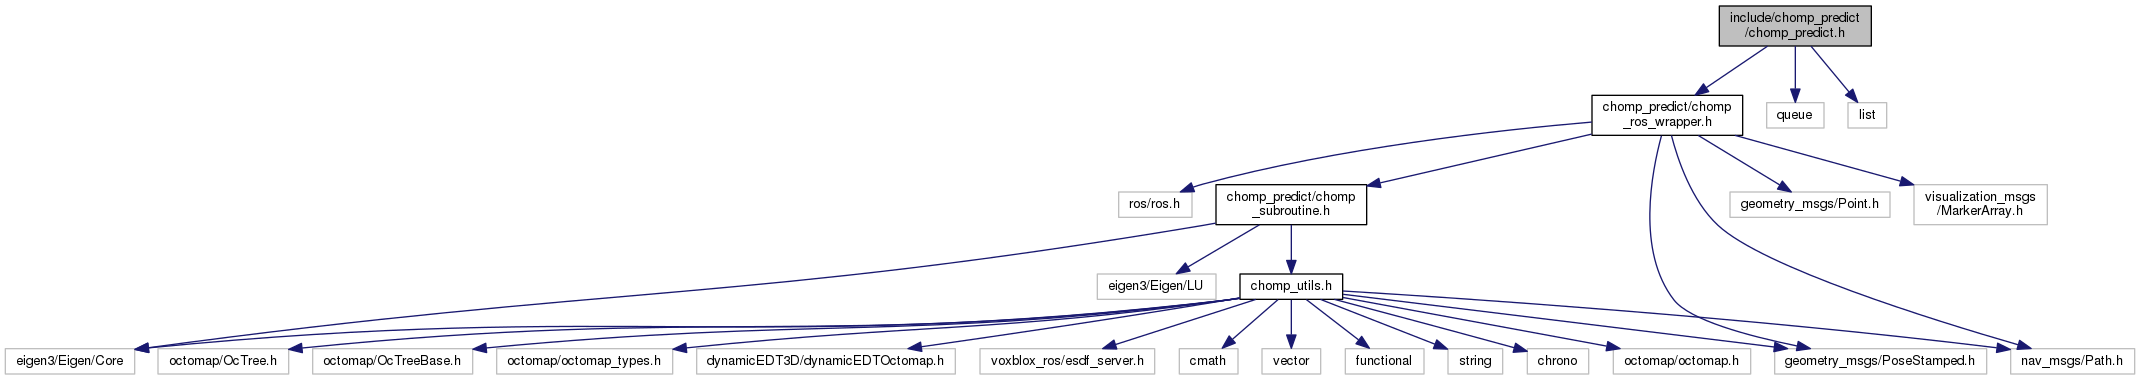 include/chomp_predict
/chomp_predict.h
chomp_predict/chomp
_ros_wrapper.h
queue
list
ros/ros.h
chomp_predict/chomp
_subroutine.h
geometry_msgs/Point.h
visualization_msgs
/MarkerArray.h
eigen3/Eigen/LU
chomp_utils.h
eigen3/Eigen/Core
octomap/OcTree.h
octomap/OcTreeBase.h
octomap/octomap_types.h
dynamicEDT3D/dynamicEDTOctomap.h
voxblox_ros/esdf_server.h
cmath
vector
functional
string
chrono
octomap/octomap.h
geometry_msgs/PoseStamped.h
nav_msgs/Path.h